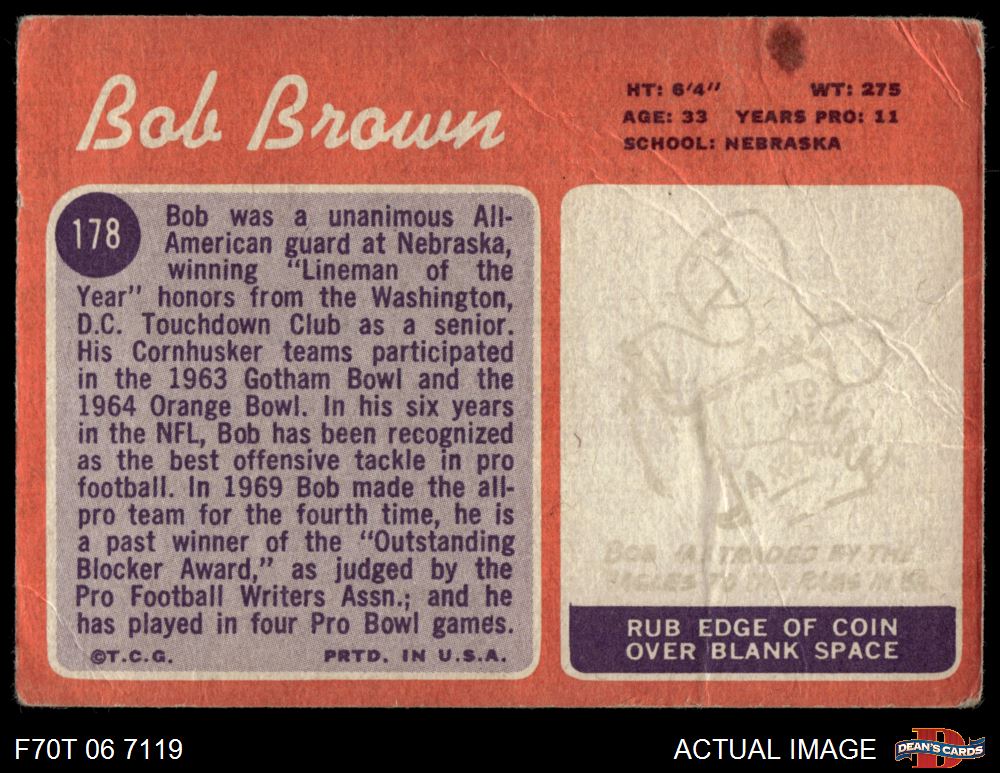 Bob Brown
HT: 6'4" WT: 275
AGE: 33 YEARS PRO: 11
SCHOOL: NEBRASKA
178
Bob was a unanimous All-
American guard at Nebraska,
winning "Lineman of the
Year" honors from the Washington,
D.C. Touchdown Club as a senior.
His Cornhusker teams participated
in the 1963 Gotham Bowl and the
1964 Orange Bowl. In his six years
in the NFL, Bob has been recognized
as the best offensive tackle in pro
football. In 1969 Bob made the all-
pro team for the fourth time, he is
a past winner of the "Outstanding
Blocker Award," as judged by the
Pro Football Writers Assn.; and he
has played in four Pro Bowl games.
©T.C.G. PRTD. IN U.S.A.
BOB TRADED BY THE
RUB EDGE OF COIN
OVER BLANK SPACE
F70T 06 7119
ACTUAL IMAGE
DEAN'S CARDS